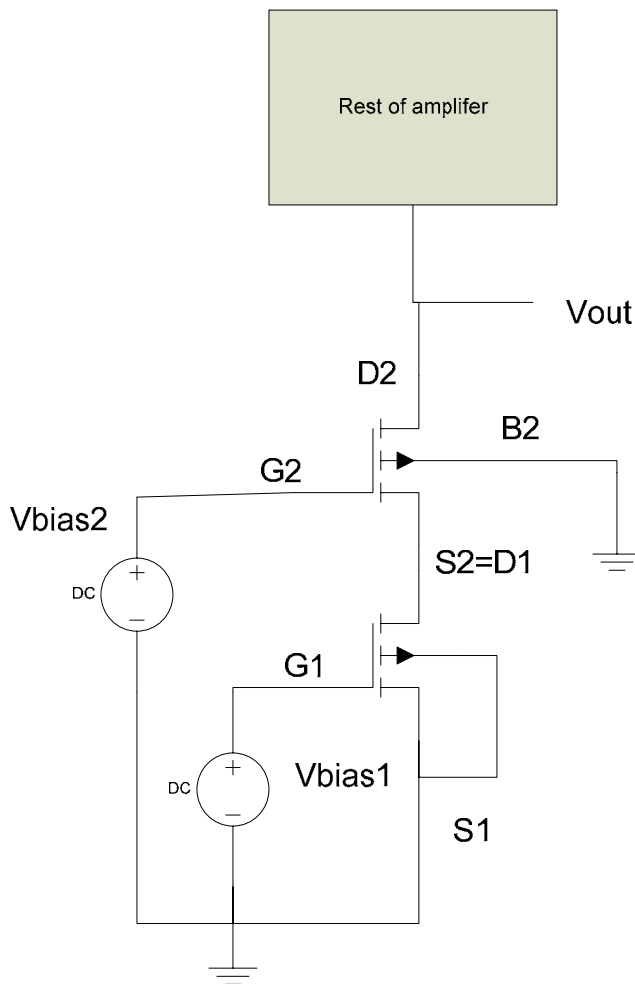 Rest of amplifer
Vout
D2
B2
G2
Vbias2
DC
+
−
S2=D1
G1
DC
+
−
Vbias1
S1